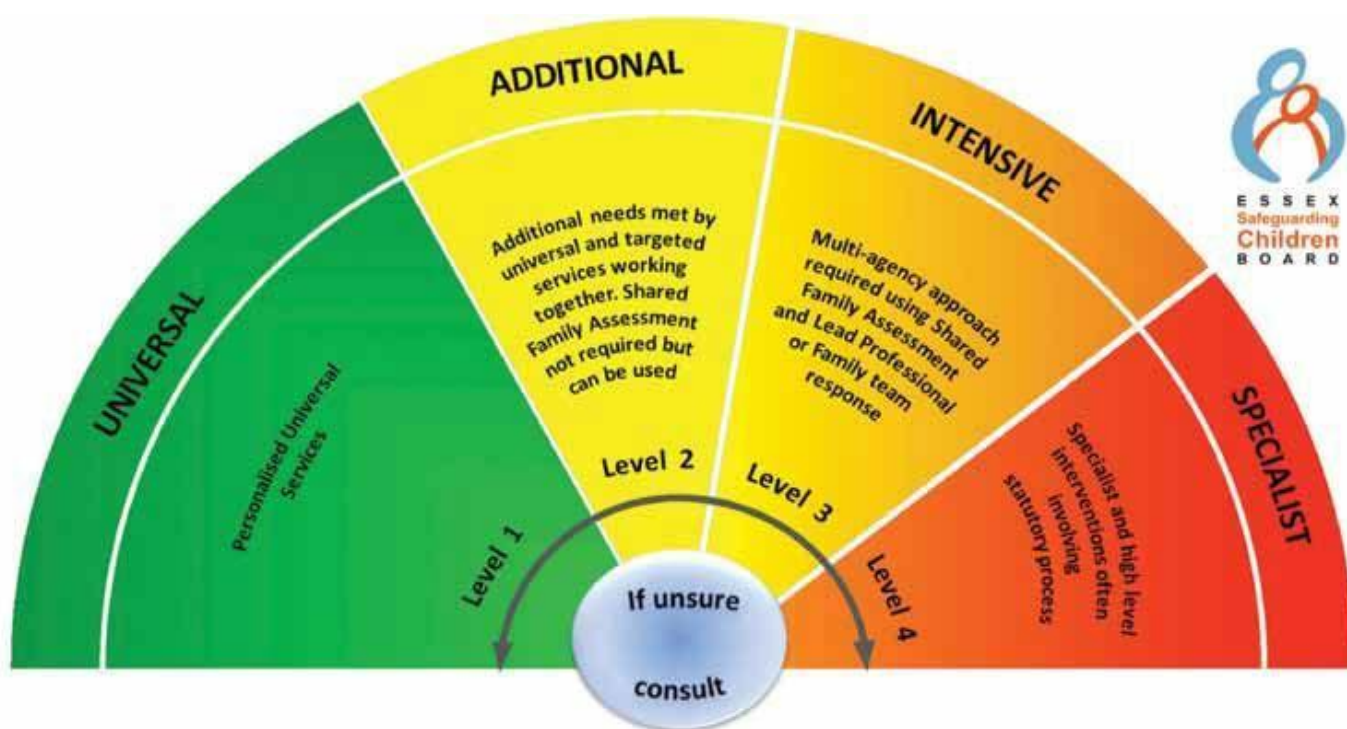 UNIVERSAL
Personalised Universal
Services
Level 1
ADDITIONAL
Additional needs met by
universal and targeted
services working
together. Shared
Family Assessment
not required but
can be used
Level 2
INTENSIVE
Multi-agency approach
required using Shared
Family Assessment
and Lead Professional
or Family team
response
Level 3
SPECIALIST
Specialist and high level
interventions often
involving
statutory process
Level 4
If unsure
consult
ESSEX
Safeguarding
Children
BOARD